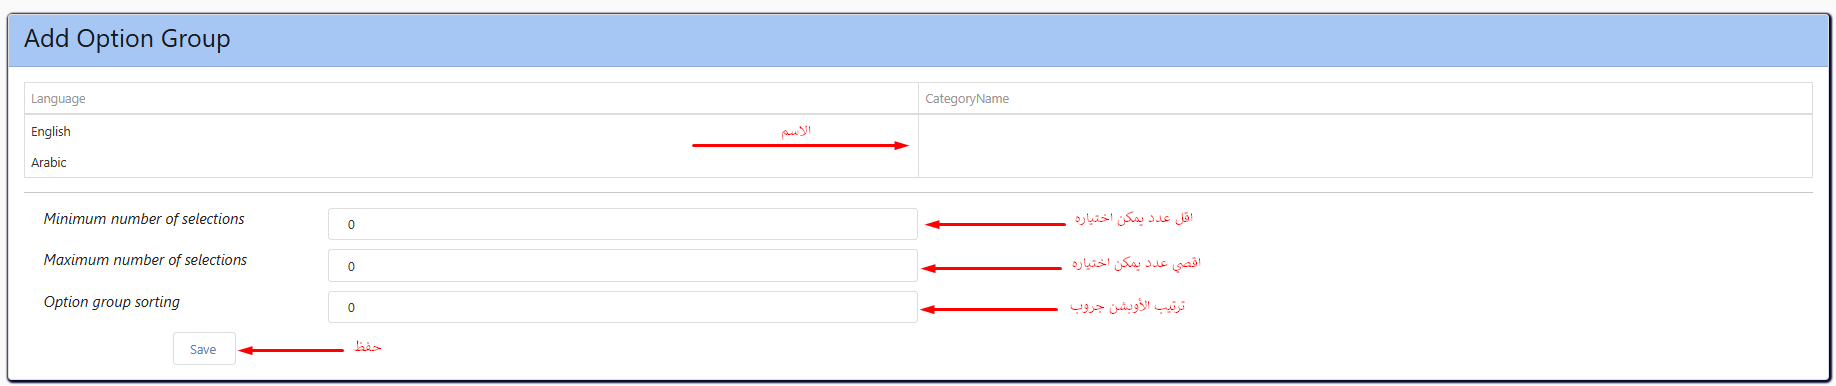 Add Option Group
Language CategoryName
English
الاسم
Arabic
Minimum number of selections 0 اقل عدد يمكن اختياره
Maximum number of selections 0 اقصي عدد يمكن اختياره
Option group sorting 0 ترتيب الأوبشن جروب
Save حفظ